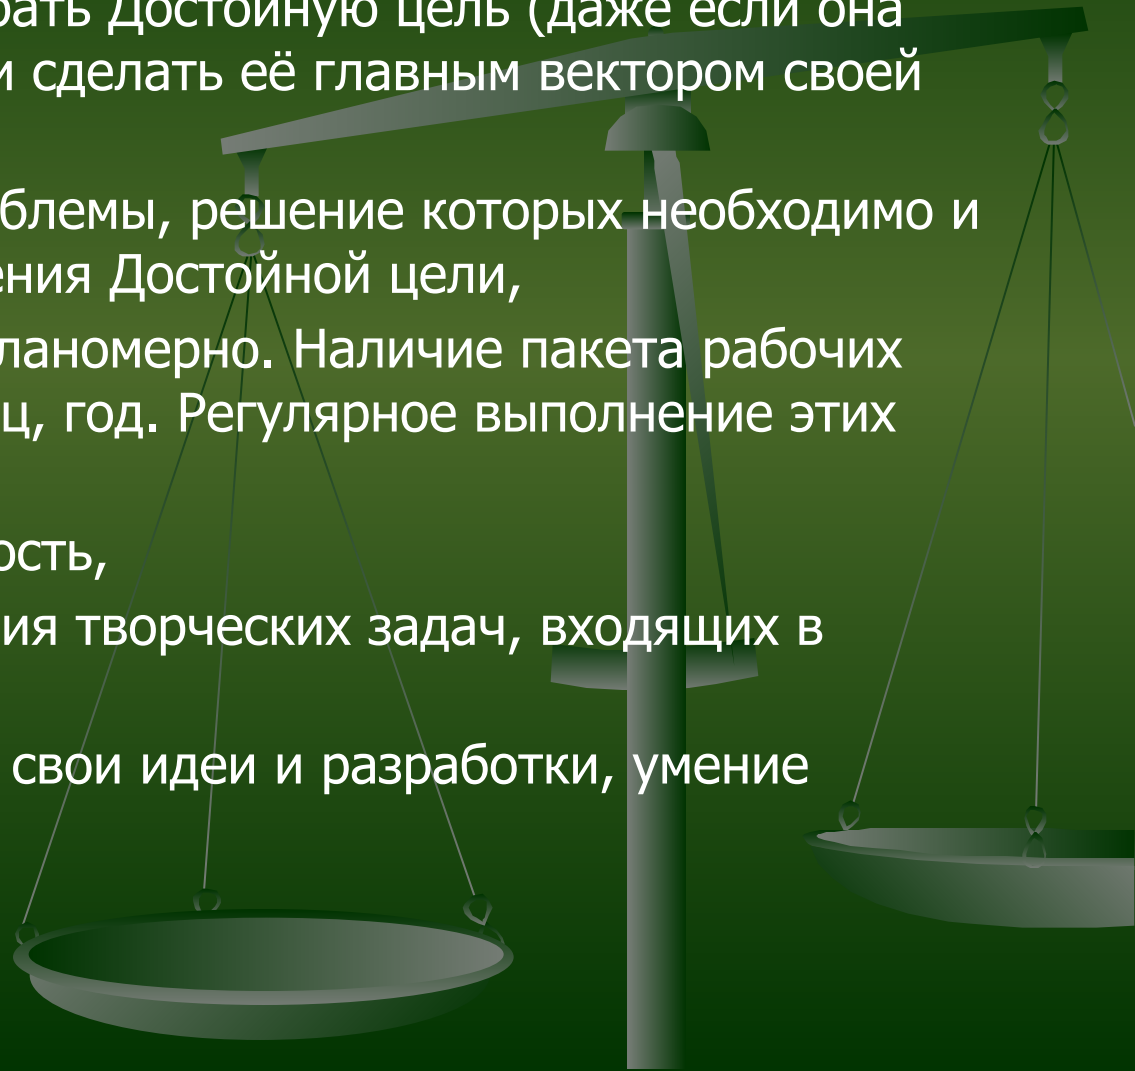 рать Достойную цель (даже если она
и сделать её главным вектором своей
блемы, решение которых необходимо и
ения Достойной цели,
ланомерно. Наличие пакета рабочих
ц, год. Регулярное выполнение этих
ость,
ия творческих задач, входящих в
свои идеи и разработки, умение